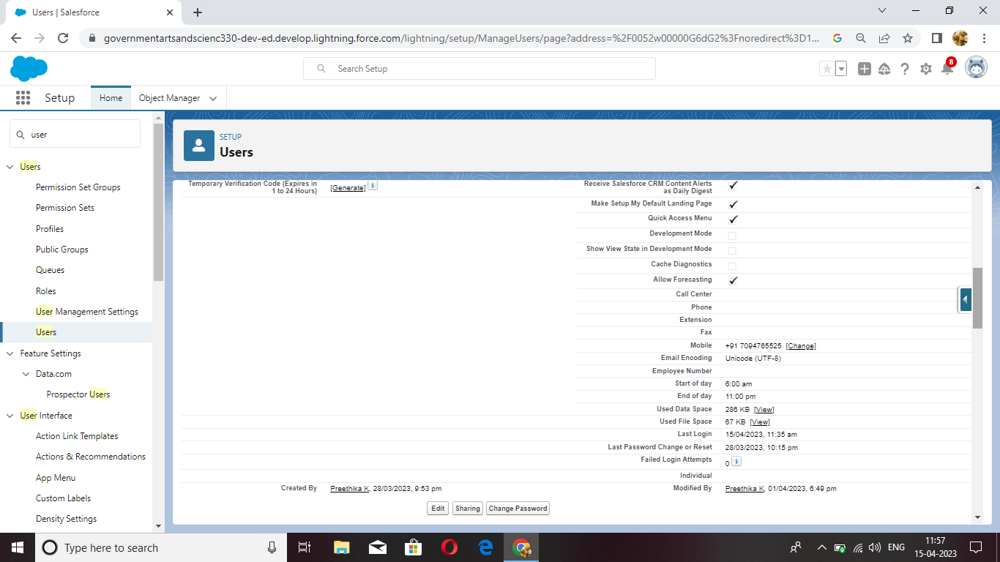 Users | Salesforce
governmentartsandscienc330-dev-ed.develop.lightning.force.com/lightning/setup/ManageUsers/page?address=%2F0052w00000G6dG2%3Fnoredirect%3D1...
Search Setup
8
Setup
Home
Object Manager
user
Users
Permission Set Groups
Permission Sets
Profiles
Public Groups
Queues
Roles
User Management Settings
Users
Feature Settings
Data.com
Prospector Users
User Interface
Action Link Templates
Actions & Recommendations
App Menu
Custom Labels
Density Settings
SETUP
Users
Temporary Verification Code (Expires in
1 to 24 Hours)
[Generate]
Receive Salesforce CRM Content Alerts
as Daily Digest
Make Setup My Default Landing Page
Quick Access Menu
Development Mode
Show View State in Development Mode
Cache Diagnostics
Allow Forecasting
Call Center
Phone
Extension
Fax
Mobile +91 7094765525 [Change]
Email Encoding Unicode (UTF-8)
Employee Number
Start of day 6:00 am
End of day 11:00 pm
Used Data Space 286 KB [View]
Used File Space 67 KB [View]
Last Login 15/04/2023, 11:35 am
Last Password Change or Reset 28/03/2023, 10:15 pm
Failed Login Attempts 0
Individual
Created By Preethika K, 28/03/2023, 9:53 pm
Modified By Preethika K, 01/04/2023, 6:49 pm
Edit Sharing Change Password
Type here to search
ENG
11:57
15-04-2023